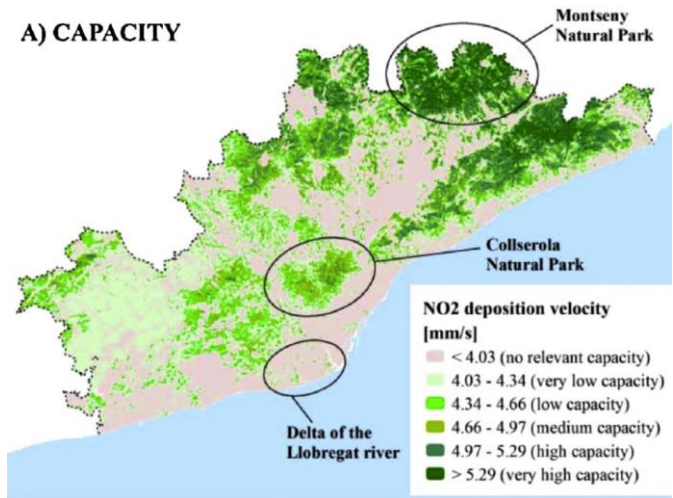 A) CAPACITY
Montseny
Natural Park
Collserola
Natural Park
Delta of the
Llobregat river
NO2 deposition velocity
[mm/s]
< 4.03 (no relevant capacity)
4.03 - 4.34 (very low capacity)
4.34 - 4.66 (low capacity)
4.66 - 4.97 (medium capacity)
4.97 - 5.29 (high capacity)
> 5.29 (very high capacity)